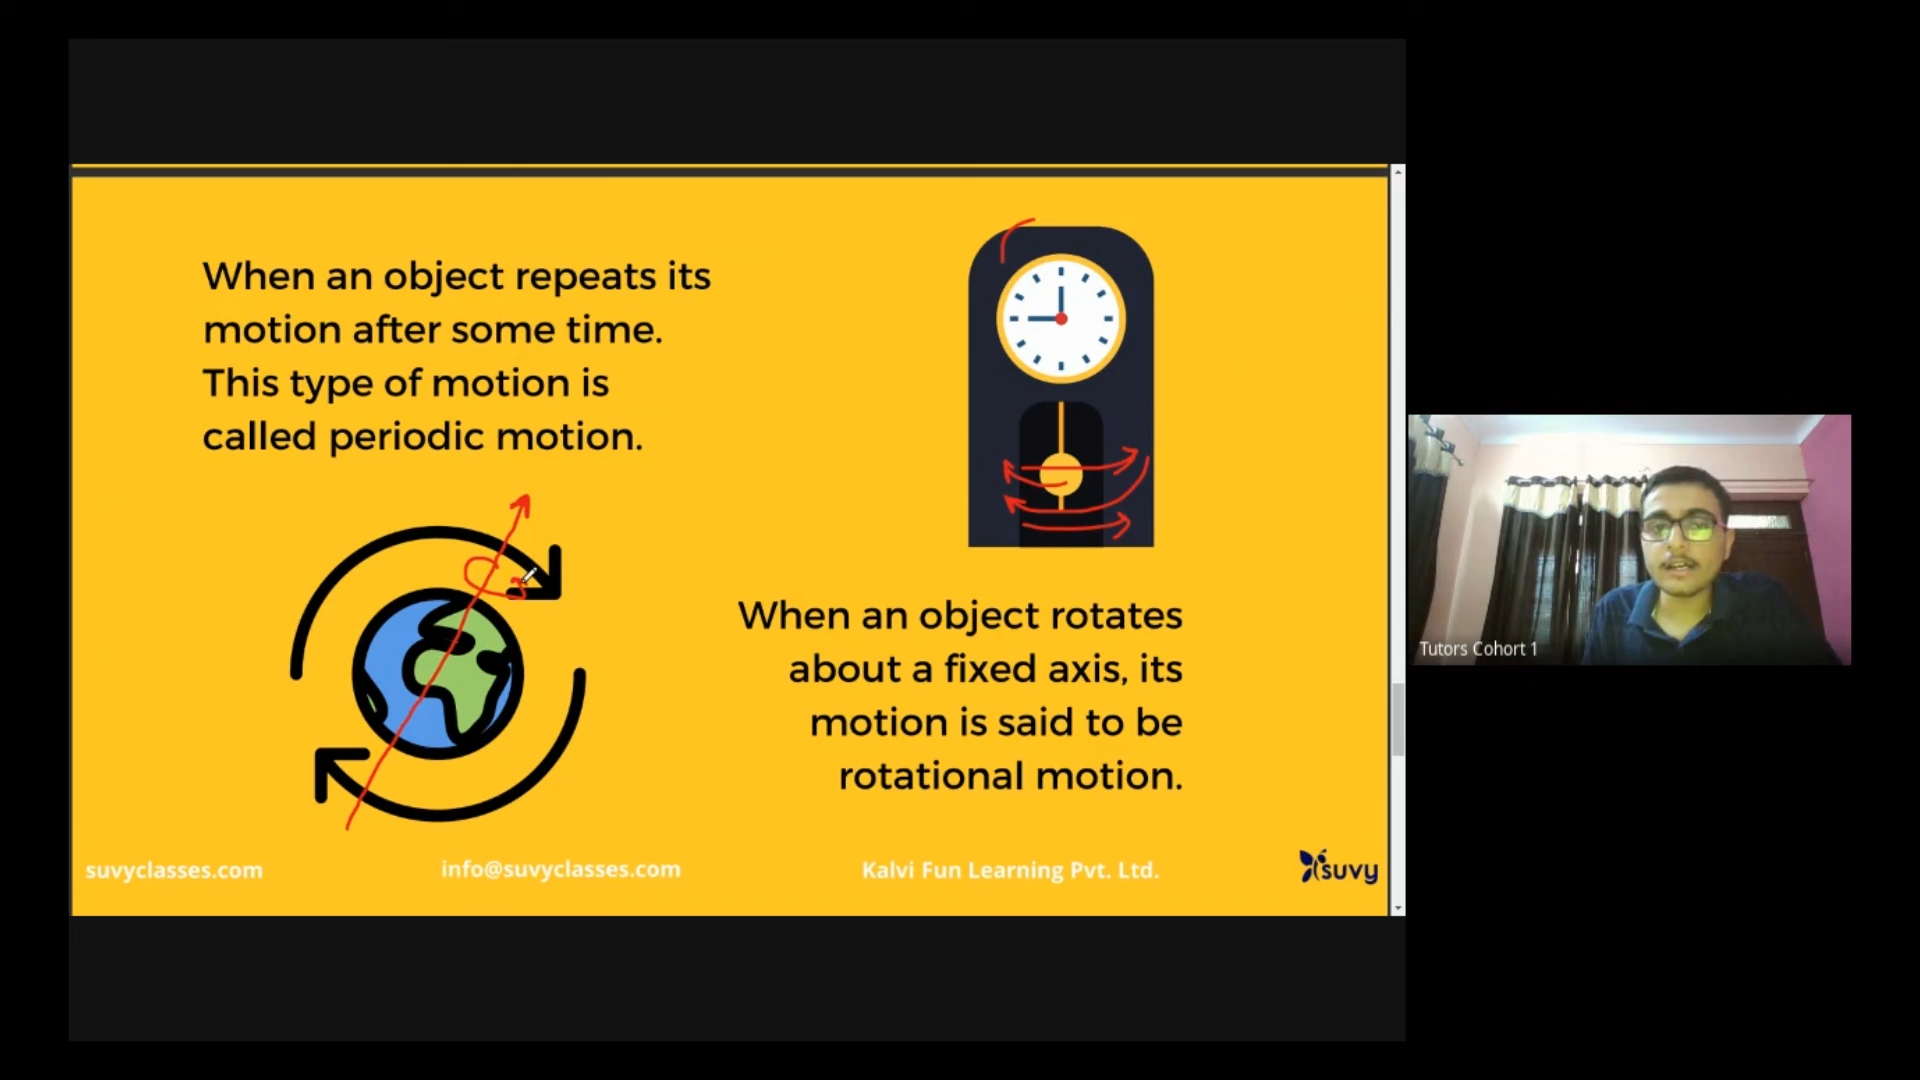 When an object repeats its
motion after some time.
This type of motion is
called periodic motion.
When an object rotates
about a fixed axis, its
motion is said to be
rotational motion.
suvyclasses.com
info@suvyclasses.com
Kalvi Fun Learning Pvt. Ltd.
suvy
Tutors Cohort 1